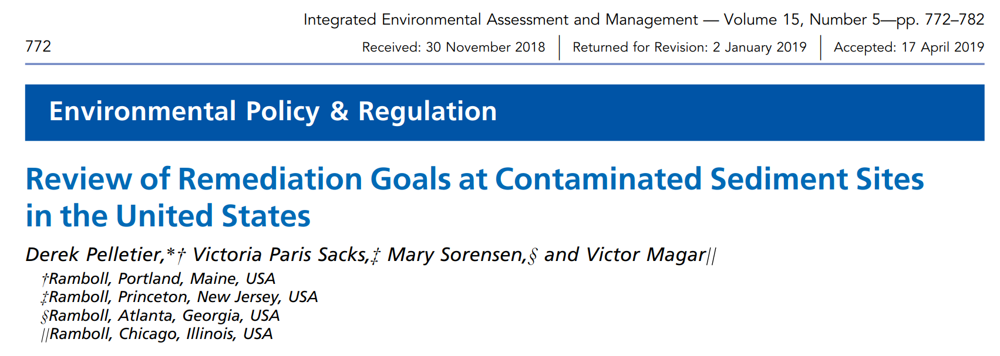 Integrated Environmental Assessment and Management — Volume 15, Number 5—pp. 772–782
772 Received: 30 November 2018 | Returned for Revision: 2 January 2019 | Accepted: 17 April 2019
Environmental Policy & Regulation
Review of Remediation Goals at Contaminated Sediment Sites
in the United States
Derek Pelletier,*† Victoria Paris Sacks,‡ Mary Sorensen,§ and Victor Magar||
†Ramboll, Portland, Maine, USA
‡Ramboll, Princeton, New Jersey, USA
§Ramboll, Atlanta, Georgia, USA
||Ramboll, Chicago, Illinois, USA